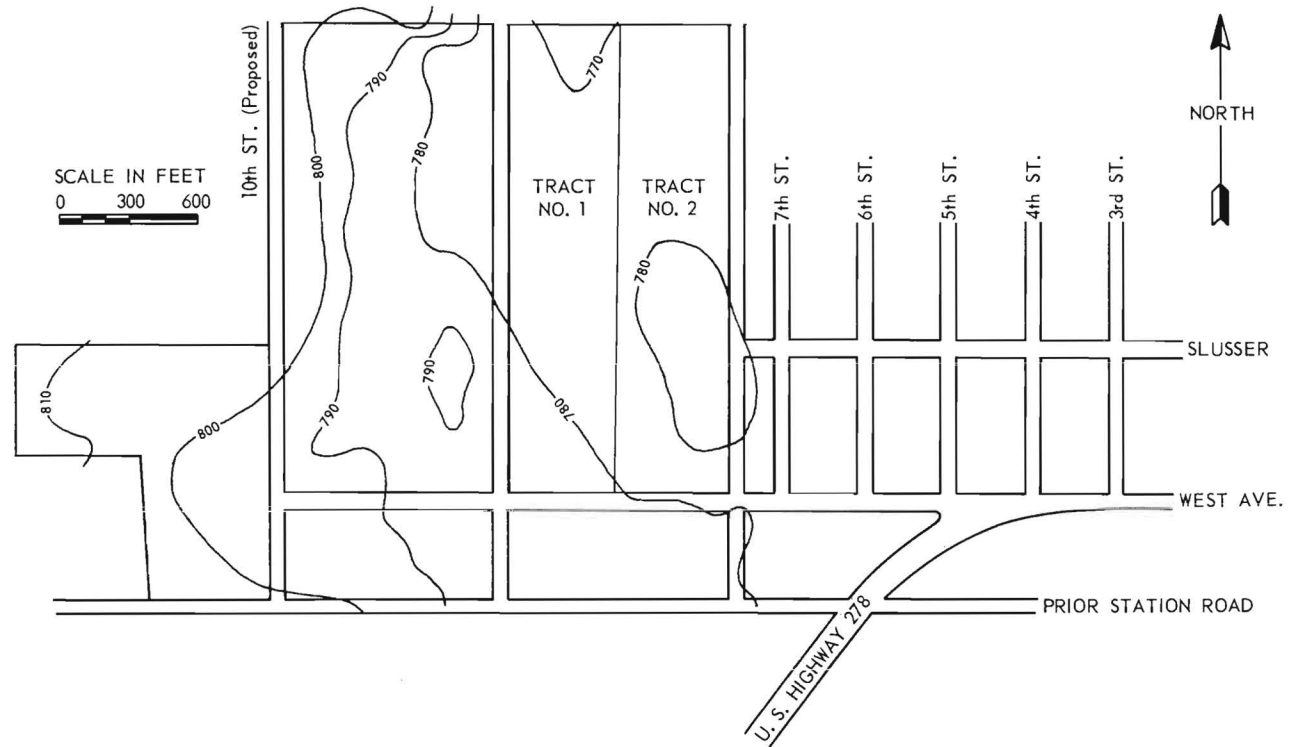 10th ST. (Proposed)
NORTH
SCALE IN FEET
0 300 600
800
790
780
770
TRACT
NO. 1
TRACT
NO. 2
7th ST.
6th ST.
5th ST.
4th ST.
3rd ST.
780
SLUSSER
810
800
790
790
780
WEST AVE.
PRIOR STATION ROAD
U. S. HIGHWAY 278